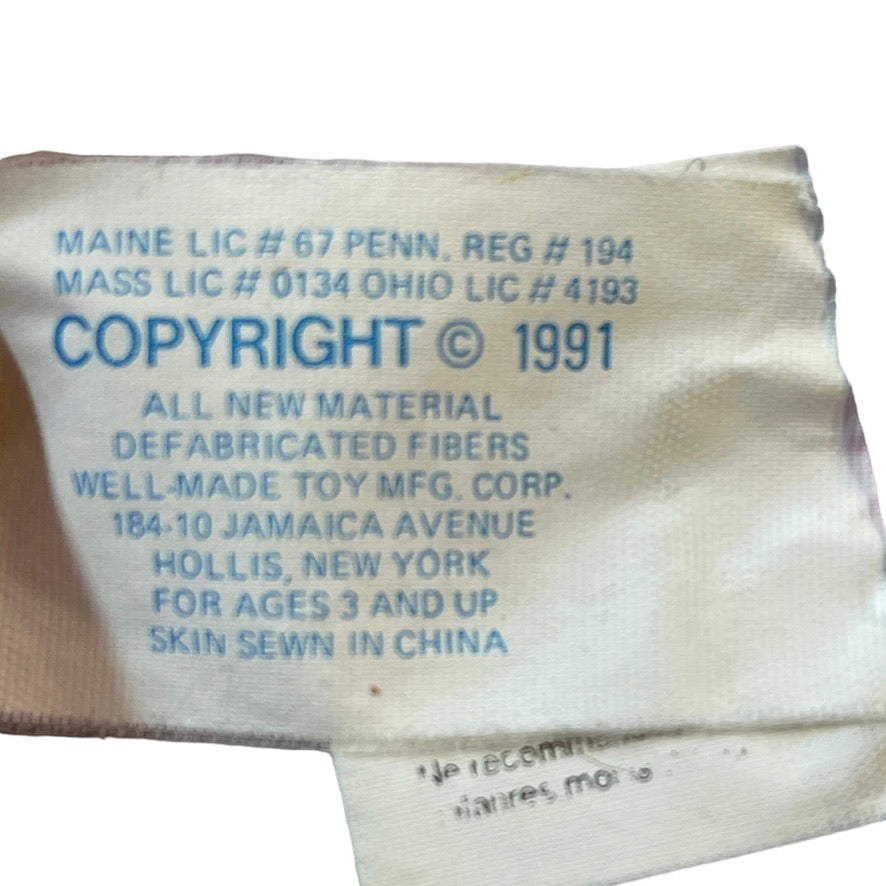 MAINE LIC # 67 PENN. REG # 194
MASS LIC # 0134 OHIO LIC # 4193
COPYRIGHT © 1991
ALL NEW MATERIAL
DEFABRICATED FIBERS
WELL-MADE TOY MFG. CORP.
184-10 JAMAICA AVENUE
HOLLIS, NEW YORK
FOR AGES 3 AND UP
SKIN SEWN IN CHINA